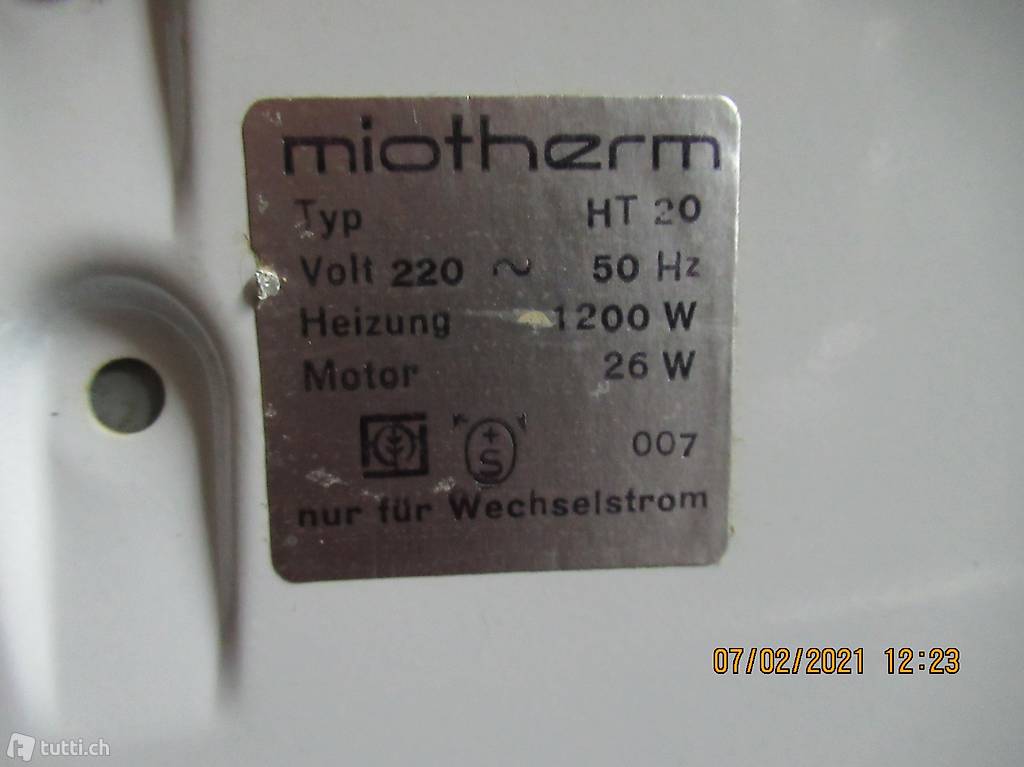 miotherm
Typ HT 20
Volt 220 ~ 50 Hz
Heizung 1200 W
Motor 26 W
+S 007
nur für Wechselstrom
07/02/2021 12:23
tutti.ch